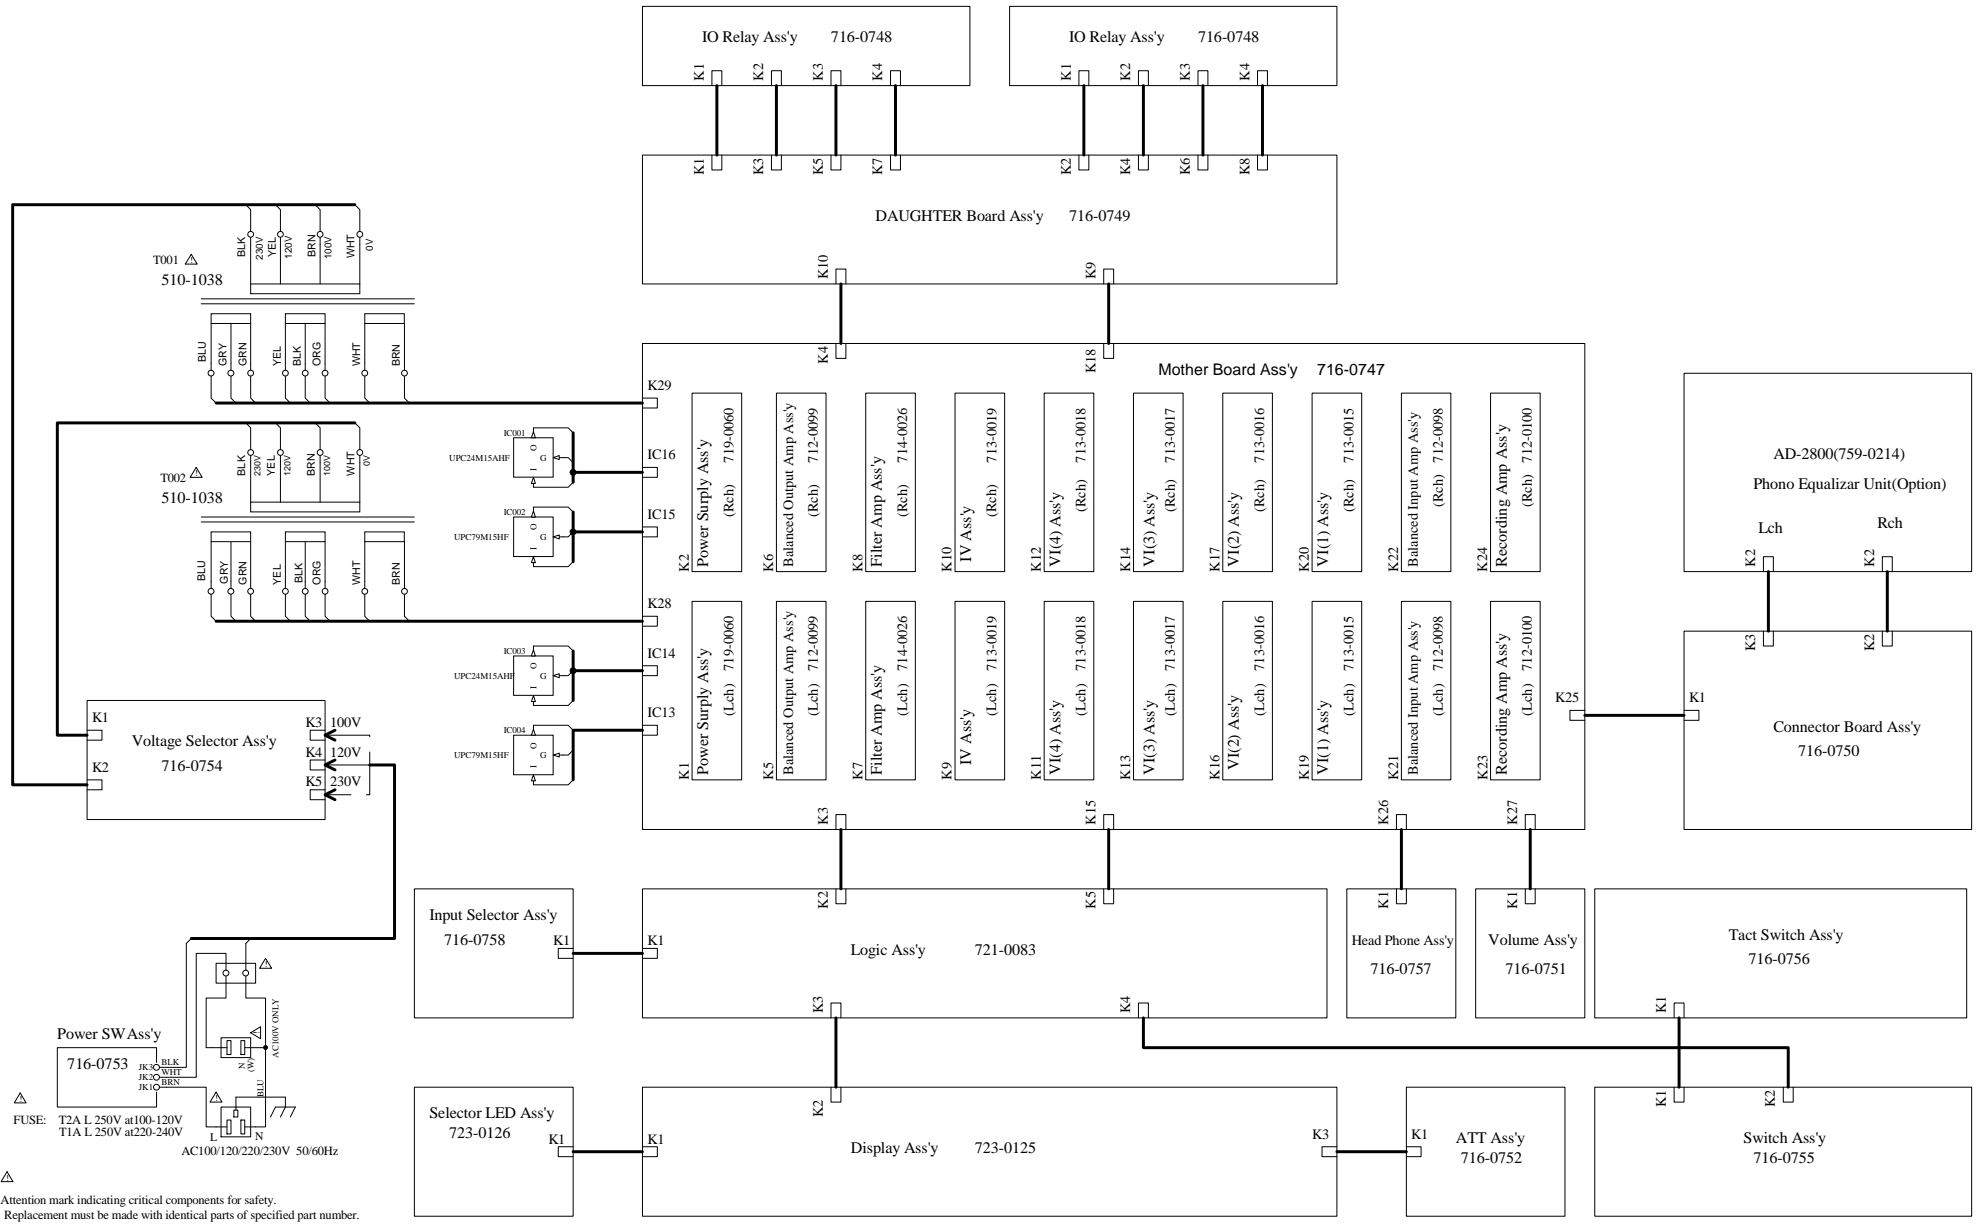 IO Relay Ass'y 716-0748
K1 K2 K3 K4
IO Relay Ass'y 716-0748
K1 K2 K3 K4
K1 K3 K5 K7 K2 K4 K6 K8
DAUGHTER Board Ass'y 716-0749
K10 K9
T001
510-1038
BLK 230V YEL 120V BRN 100V WHT 0V
BLU GRY GRN YEL BLK ORG WHT BRN
T002
510-1038
BLK 230V YEL 120V BRN 100V WHT 0V
BLU GRY GRN YEL BLK ORG WHT BRN
K4 K18
Mother Board Ass'y 716-0747
K29
IC16
IC15
K28
IC14
IC13
IC001
UPC24M15AHF
O G I
IC002
UPC79M15HF
O G I
IC003
UPC24M15AHF
O G I
IC004
UPC79M15HF
O G I
K2 Power Surply Ass'y
(Rch) 719-0060
K6 Balanced Output Amp Ass'y
(Rch) 712-0099
K8 Filter Amp Ass'y
(Rch) 714-0026
K10 IV Ass'y
(Rch) 713-0019
K12 VI(4) Ass'y
(Rch) 713-0018
K14 VI(3) Ass'y
(Rch) 713-0017
K17 VI(2) Ass'y
(Rch) 713-0016
K20 VI(1) Ass'y
(Rch) 713-0015
K22 Balanced Input Amp Ass'y
(Rch) 712-0098
K24 Recording Amp Ass'y
(Rch) 712-0100
K1 Power Surply Ass'y
(Lch) 719-0060
K5 Balanced Output Amp Ass'y
(Lch) 712-0099
K7 Filter Amp Ass'y
(Lch) 714-0026
K9 IV Ass'y
(Lch) 713-0019
K11 VI(4) Ass'y
(Lch) 713-0018
K13 VI(3) Ass'y
(Lch) 713-0017
K16 VI(2) Ass'y
(Lch) 713-0016
K19 VI(1) Ass'y
(Lch) 713-0015
K21 Balanced Input Amp Ass'y
(Lch) 712-0098
K23 Recording Amp Ass'y
(Lch) 712-0100
K25
K3 K15 K26 K27
AD-2800(759-0214)
Phono Equalizar Unit(Option)
Lch Rch
K2 K2
K3 K2
K1
Connector Board Ass'y
716-0750
K1
K2
Voltage Selector Ass'y
716-0754
K3 100V
K4 120V
K5 230V
Input Selector Ass'y
716-0758
K1
K2 K5
K1
Logic Ass'y 721-0083
K3 K4
K1
Head Phone Ass'y
716-0757
K1
Volume Ass'y
716-0751
Tact Switch Ass'y
716-0756
K1
Power SW Ass'y
716-0753
JK3 BLK
JK2 WHT
JK1 BRN
N
(W)
AC100V ONLY
BLU
L N
AC100/120/220/230V 50/60Hz
FUSE: T2A L 250V at100-120V
T1A L 250V at220-240V
Selector LED Ass'y
723-0126
K1
K2
K1
Display Ass'y 723-0125
K3
K1
ATT Ass'y
716-0752
K1 K2
Switch Ass'y
716-0755
Attention mark indicating critical components for safety.
Replacement must be made with identical parts of specified part number.